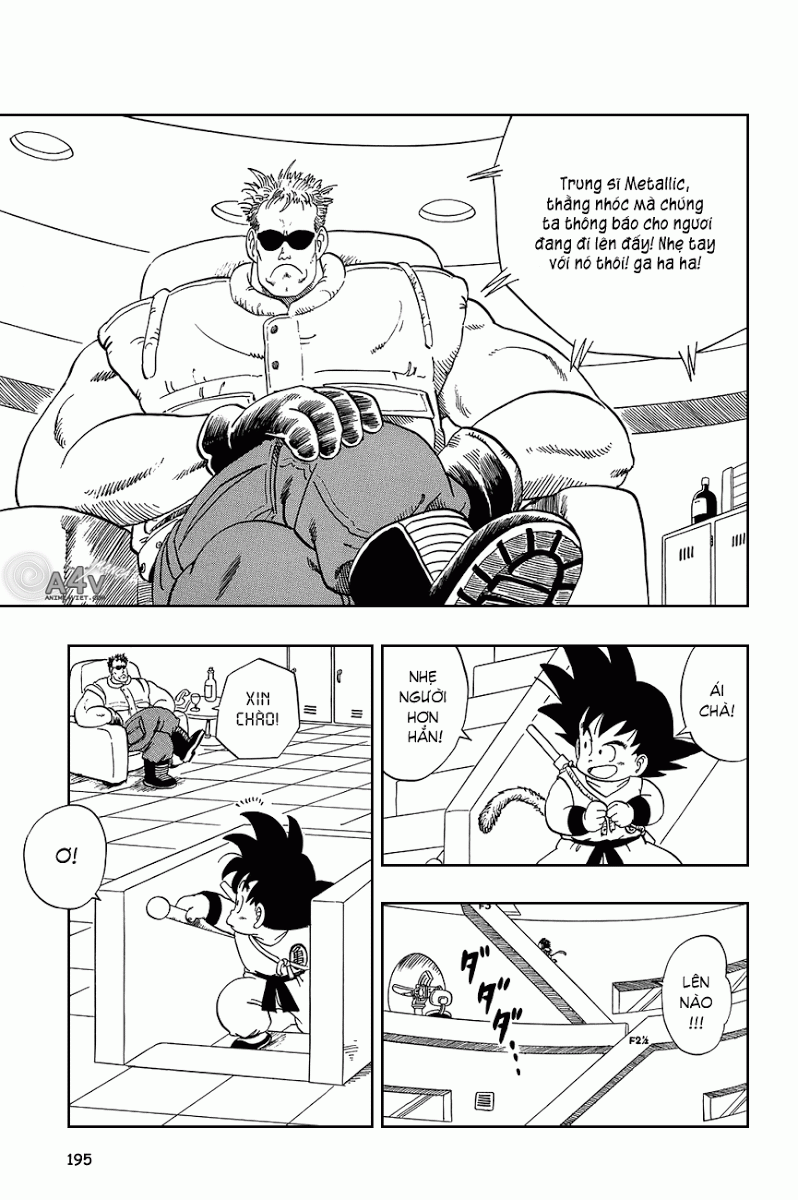 Trung sĩ Metallic,
thằng nhóc mà chúng
ta thông báo cho ngươi
đang đi lên đấy! Nhẹ tay
với nó thôi! ga ha ha!
A4V
ANIME4VIET.COM
ÁI
CHÀ!
NHẸ
NGƯỜI
HƠN
HẲN!
XIN
CHÀO!
Ơ!
LÊN
NÀO
!!!
F3
ダダダ…
F2½
195